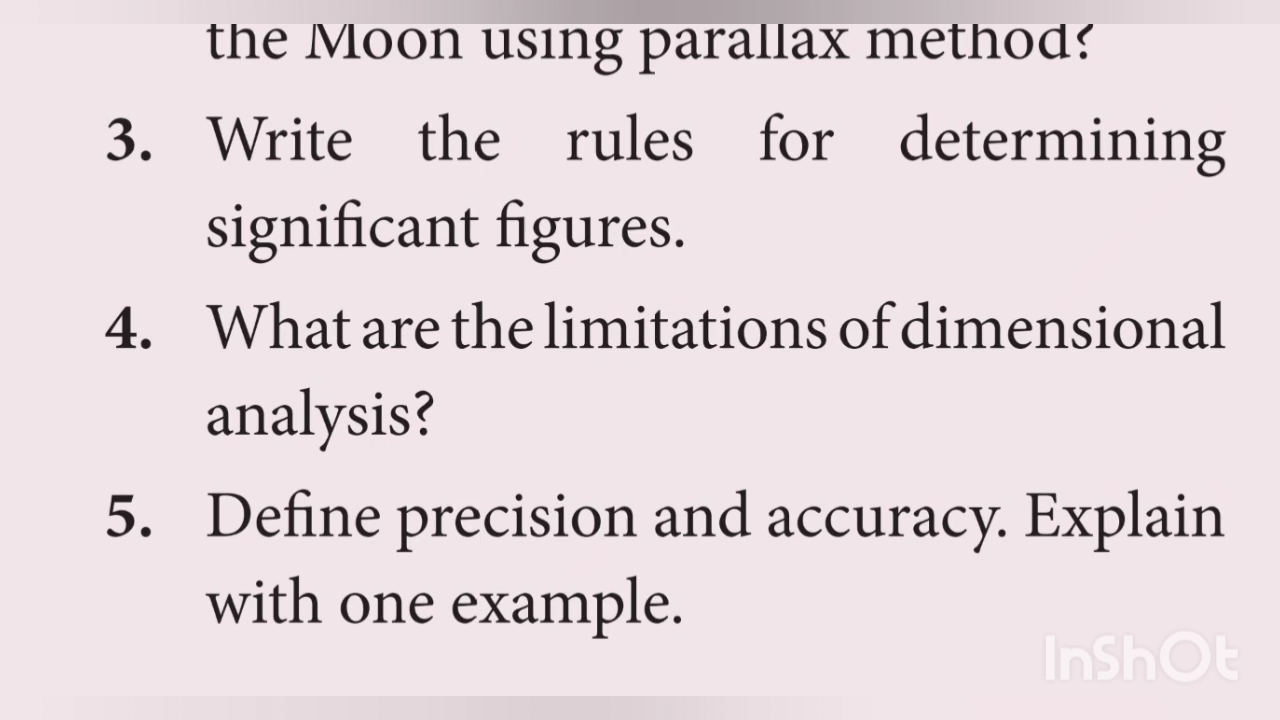 the Moon using parallax method?
3. Write the rules for determining
significant figures.
4. What are the limitations of dimensional
analysis?
5. Define precision and accuracy. Explain
with one example.
InShOt